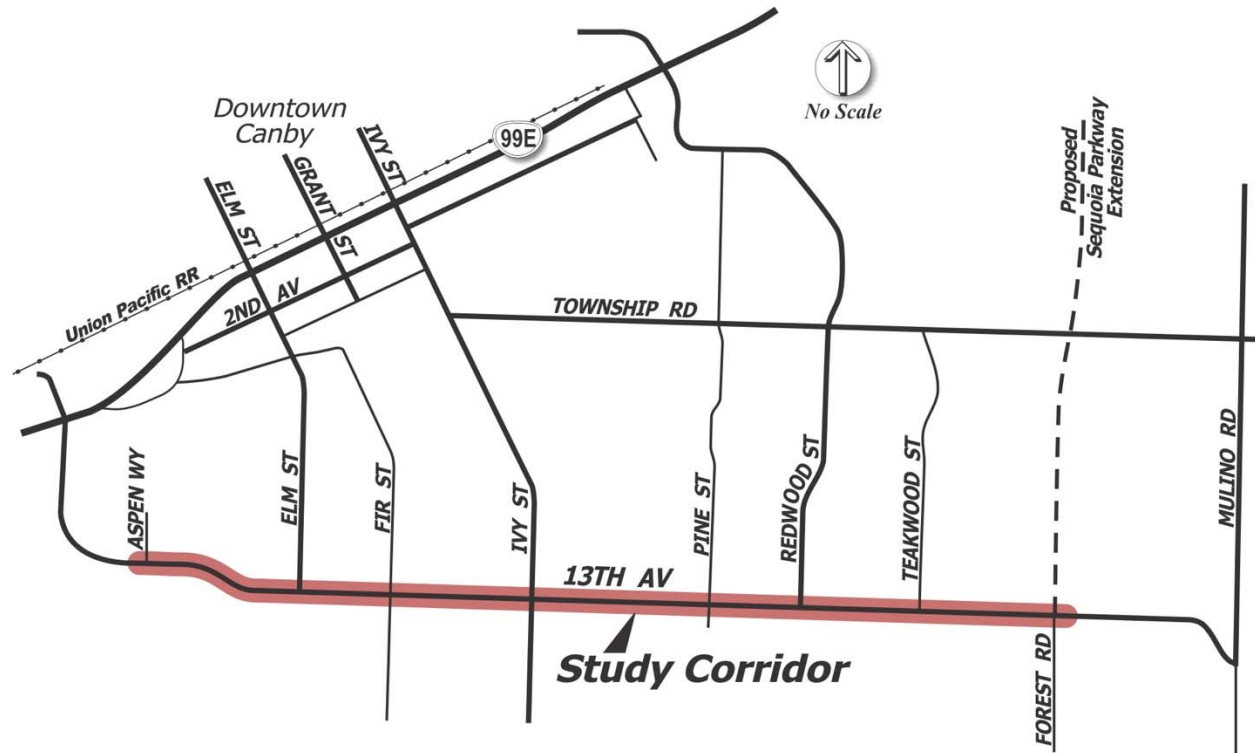 Downtown
Canby
99E
No Scale
IVY ST
GRANT ST
ELM ST
Union Pacific RR
2ND AV
TOWNSHIP RD
Proposed
Sequoia Parkway
Extension
ASPEN WY
ELM ST
FIR ST
IVY ST
PINE ST
REDWOOD ST
TEAKWOOD ST
MULINO RD
13TH AV
Study Corridor
FOREST RD